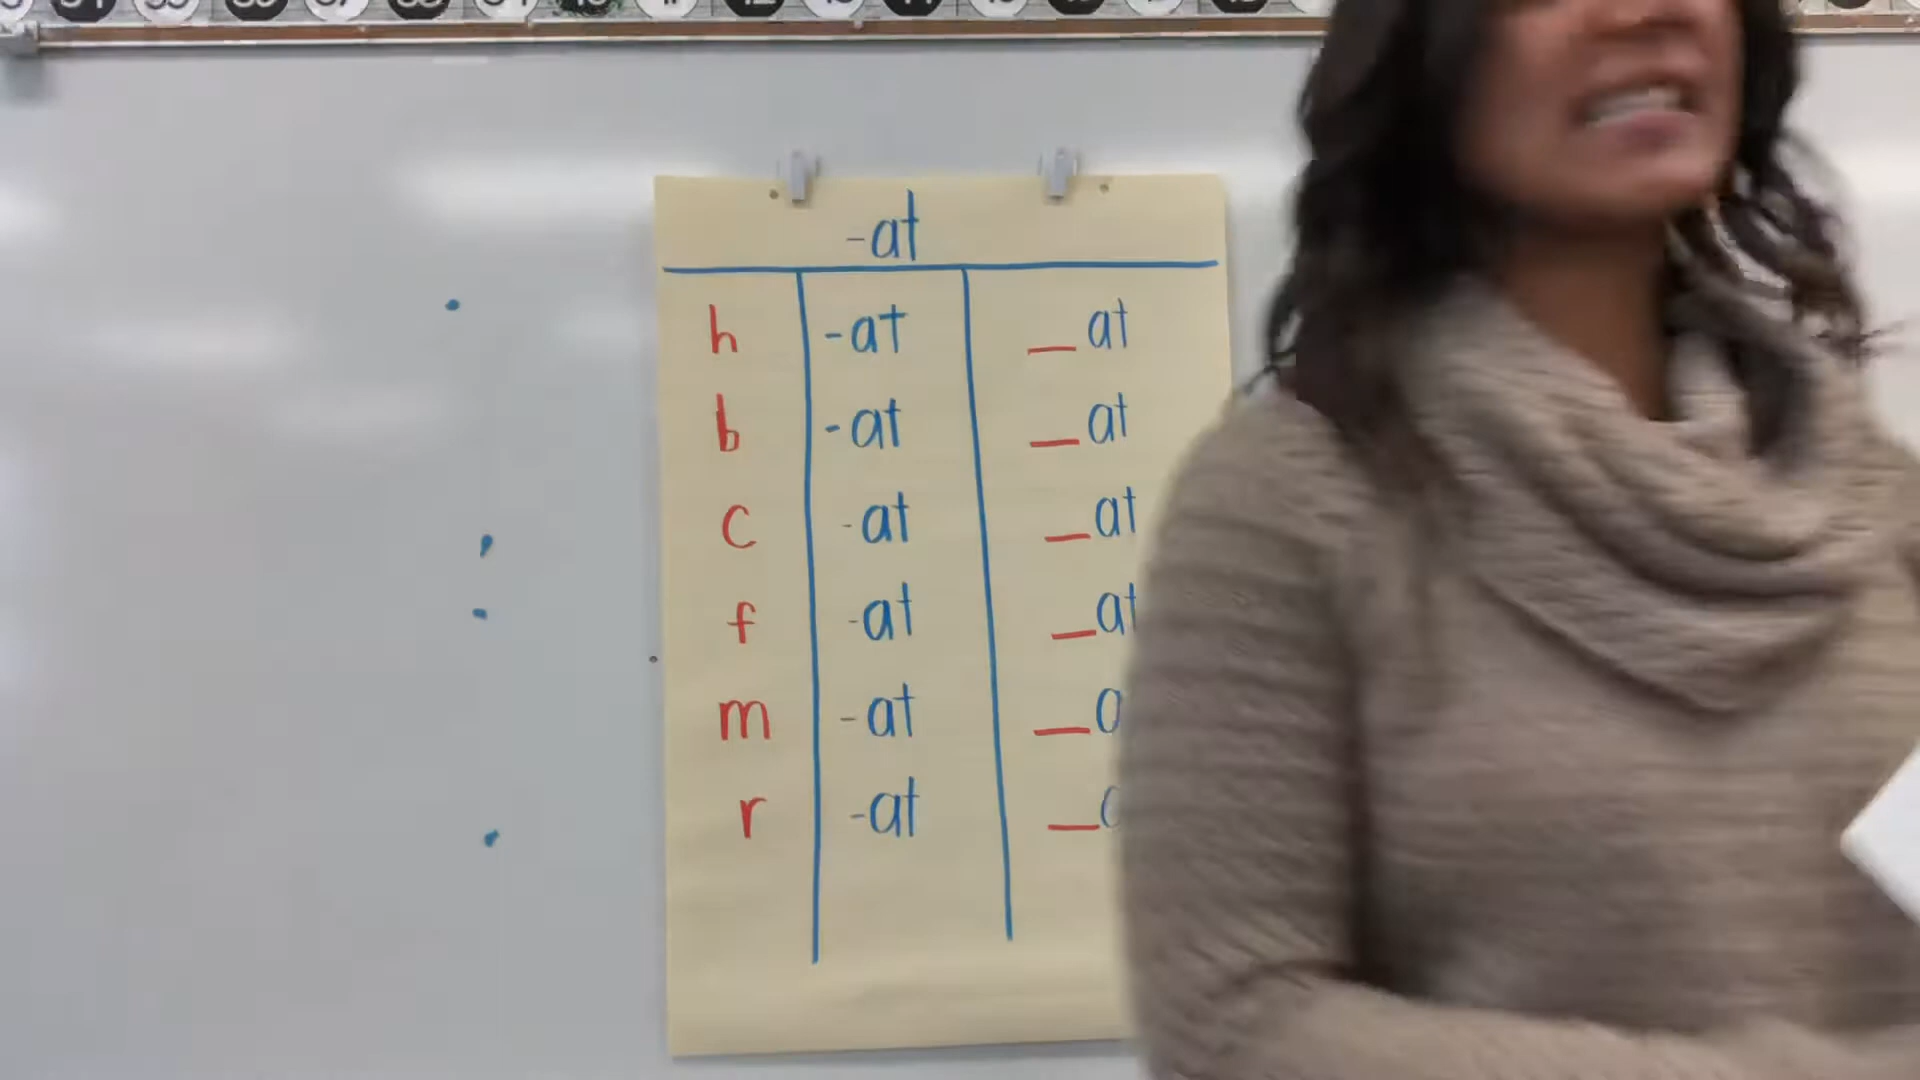 -at
h -at _at
b -at _at
c -at _at
f -at _at
m -at _
r -at _